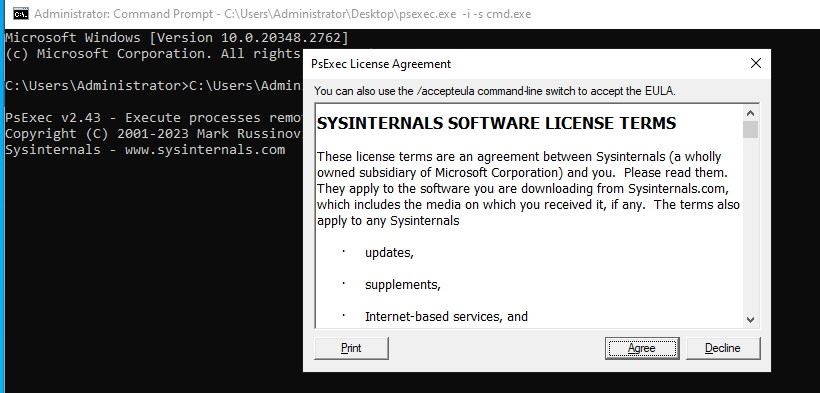 Administrator: Command Prompt - C:\Users\Administrator\Desktop\psexec.exe -i -s cmd.exe
Microsoft Windows [Version 10.0.20348.2762]
(c) Microsoft Corporation. All rights
C:\Users\Administrator>C:\Users\Admin
PsExec v2.43 - Execute processes remo
Copyright (C) 2001-2023 Mark Russinov
Sysinternals - www.sysinternals.com
PsExec License Agreement
You can also use the /accepteula command-line switch to accept the EULA.
SYSINTERNALS SOFTWARE LICENSE TERMS
These license terms are an agreement between Sysinternals (a wholly
owned subsidiary of Microsoft Corporation) and you. Please read them.
They apply to the software you are downloading from Sysinternals.com,
which includes the media on which you received it, if any. The terms also
apply to any Sysinternals
· updates,
· supplements,
· Internet-based services, and
Print
Agree
Decline